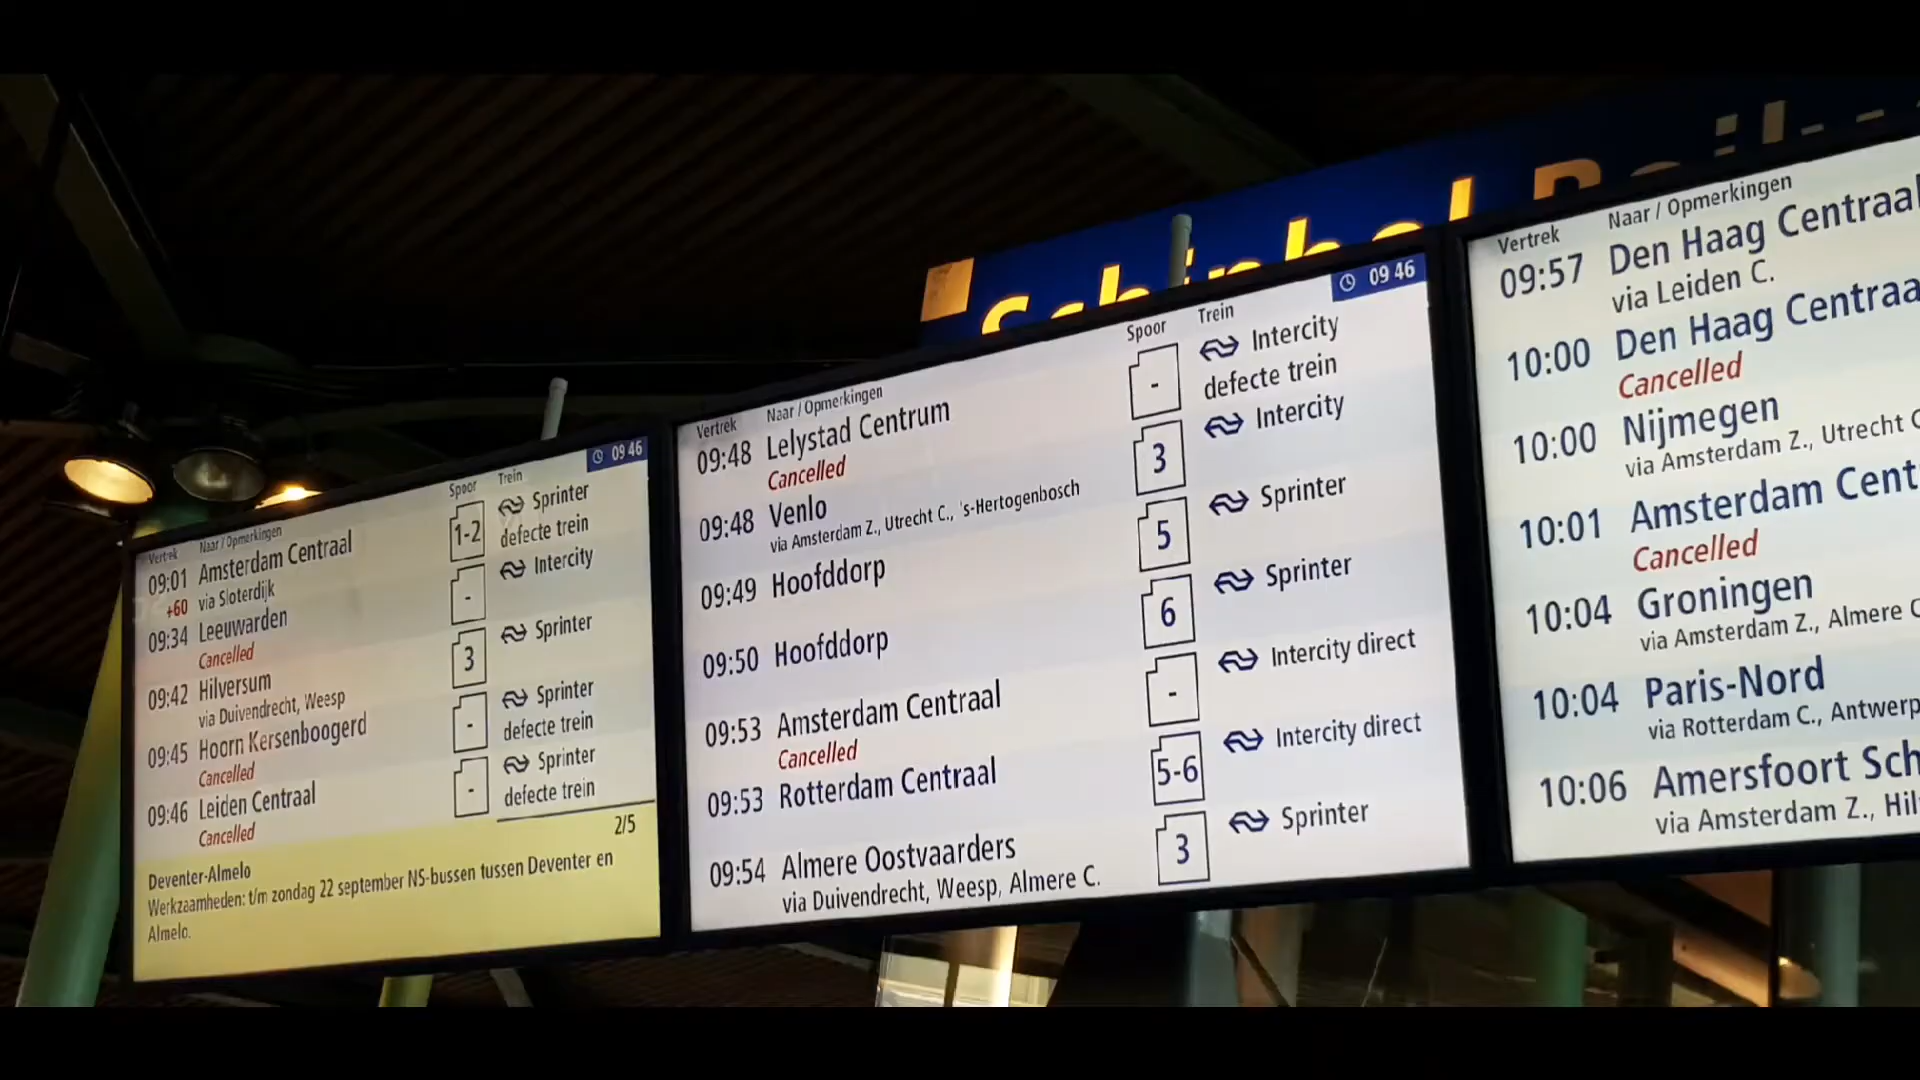 Schiphol
09 46
Vertrek Naar / Opmerkingen Spoor Trein
09:01 Amsterdam Centraal 1-2 Sprinter
+60 via Sloterdijk defecte trein
09:34 Leeuwarden - Intercity
Cancelled
09:42 Hilversum 3 Sprinter
via Duivendrecht, Weesp
09:45 Hoorn Kersenboogerd - Sprinter
Cancelled defecte trein
09:46 Leiden Centraal - Sprinter
Cancelled defecte trein
2/5
Deventer-Almelo
Werkzaamheden: t/m zondag 22 september NS-bussen tussen Deventer en
Almelo.
09 46
Vertrek Naar / Opmerkingen Spoor Trein
09:48 Lelystad Centrum - Intercity
Cancelled defecte trein
09:48 Venlo 3 Intercity
via Amsterdam Z., Utrecht C., 's-Hertogenbosch
09:49 Hoofddorp 5 Sprinter
09:50 Hoofddorp 6 Sprinter
09:53 Amsterdam Centraal - Intercity direct
Cancelled
09:53 Rotterdam Centraal 5-6 Intercity direct
09:54 Almere Oostvaarders 3 Sprinter
via Duivendrecht, Weesp, Almere C.
Vertrek Naar / Opmerkingen
09:57 Den Haag Centraal
via Leiden C.
10:00 Den Haag Centraa
Cancelled
10:00 Nijmegen
via Amsterdam Z., Utrecht C
10:01 Amsterdam Cent
Cancelled
10:04 Groningen
via Amsterdam Z., Almere C
10:04 Paris-Nord
via Rotterdam C., Antwerp
10:06 Amersfoort Sch
via Amsterdam Z., Hil